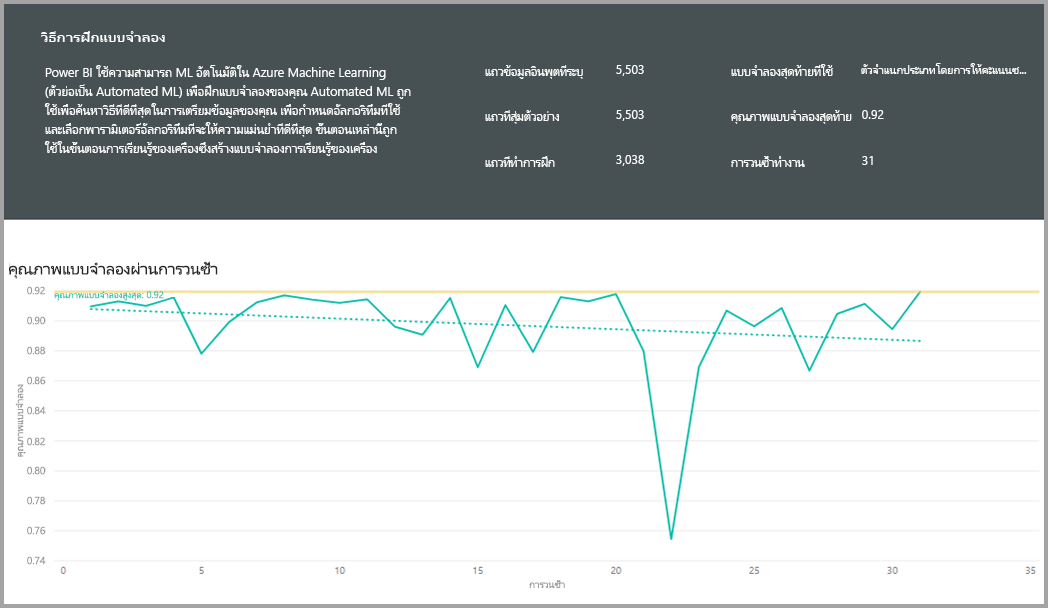 วิธีการฝึกแบบจำลอง
Power BI ใช้ความสามารถ ML อัตโนมัติใน Azure Machine Learning
(ตัวย่อเป็น Automated ML) เพื่อฝึกแบบจำลองของคุณ Automated ML ถูก
ใช้เพื่อค้นหาวิธีที่ดีที่สุดในการเตรียมข้อมูลของคุณ เพื่อกำหนดอัลกอริทึมที่ใช้
และเลือกพารามิเตอร์อัลกอริทึมที่จะให้ความแม่นยำที่ดีที่สุด ขั้นตอนเหล่านี้ถูก
ใช้ในขั้นตอนการเรียนรู้ของเครื่องซึ่งสร้างแบบจำลองการเรียนรู้ของเครื่อง
แถวข้อมูลอินพุตที่ระบุ 5,503
แถวที่สุ่มตัวอย่าง 5,503
แถวที่ทำการฝึก 3,038
แบบจำลองสุดท้ายที่ใช้ ตัวจำแนกประเภทโดยการให้คะแนนซ...
คุณภาพแบบจำลองสุดท้าย 0.92
การวนซ้ำทำงาน 31
คุณภาพแบบจำลองผ่านการวนซ้ำ
คุณภาพแบบจำลองสูงสุด: 0.92
คุณภาพแบบจำลอง
0.92
0.90
0.88
0.86
0.84
0.82
0.80
0.78
0.76
0.74
0 5 10 15 20 25 30 35
การวนซ้ำ